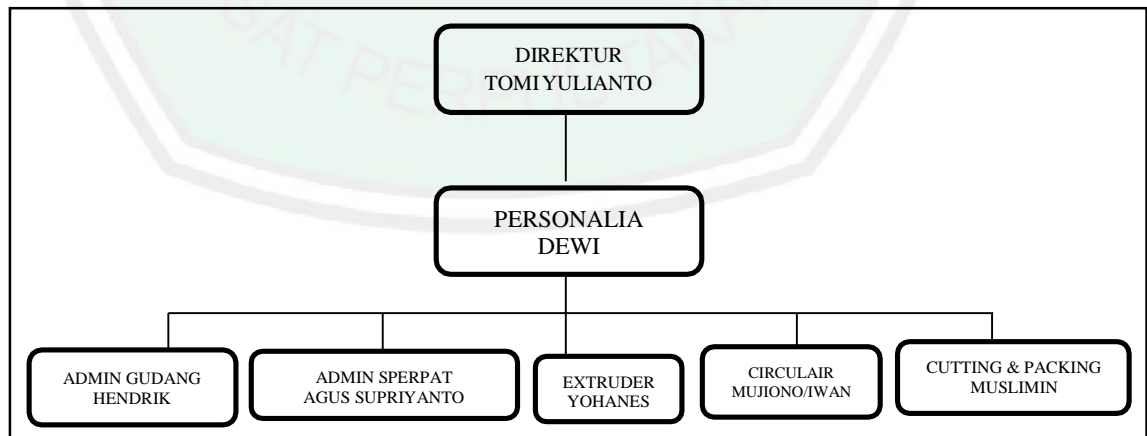 DIREKTUR
TOMI YULIANTO
PERSONALIA
DEWI
ADMIN GUDANG
HENDRIK
ADMIN SPERPAT
AGUS SUPRIYANTO
EXTRUDER
YOHANES
CIRCULAIR
MUJIONO/IWAN
CUTTING & PACKING
MUSLIMIN